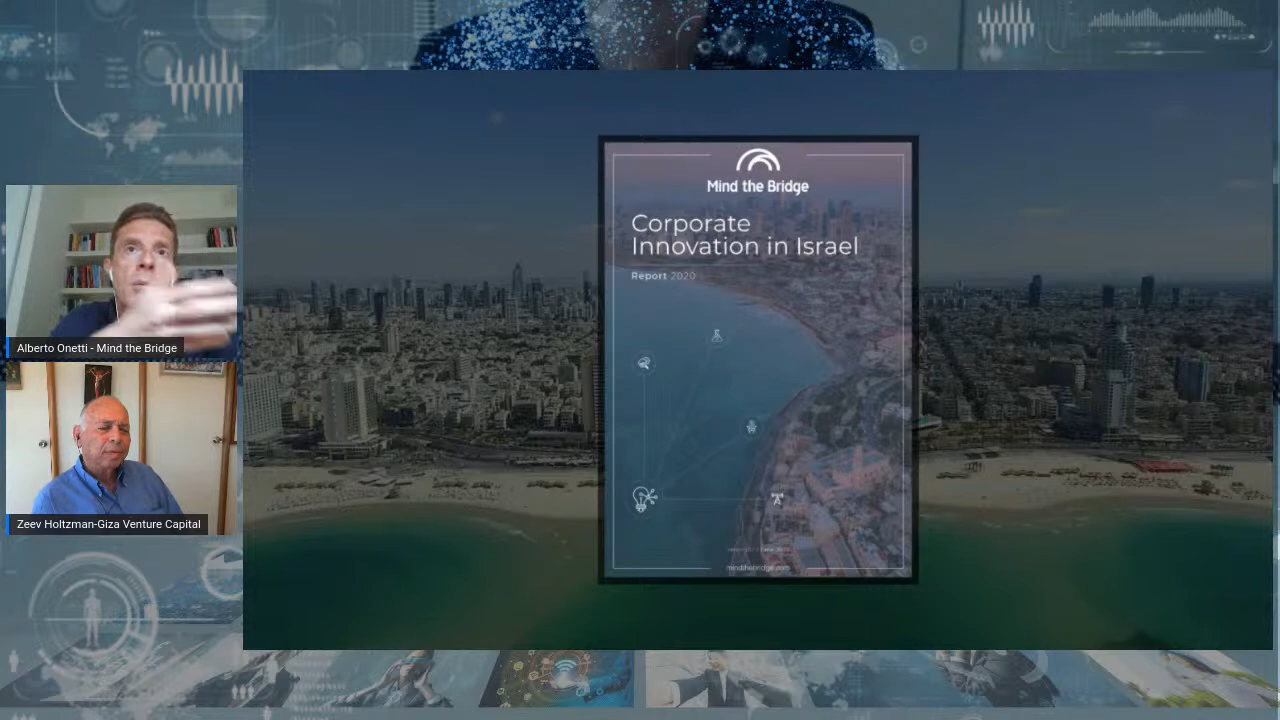 Mind the Bridge
Corporate
Innovation in Israel
Report 2020
mindthebridge.com
Alberto Onetti - Mind the Bridge
Zeev Holtzman-Giza Venture Capital